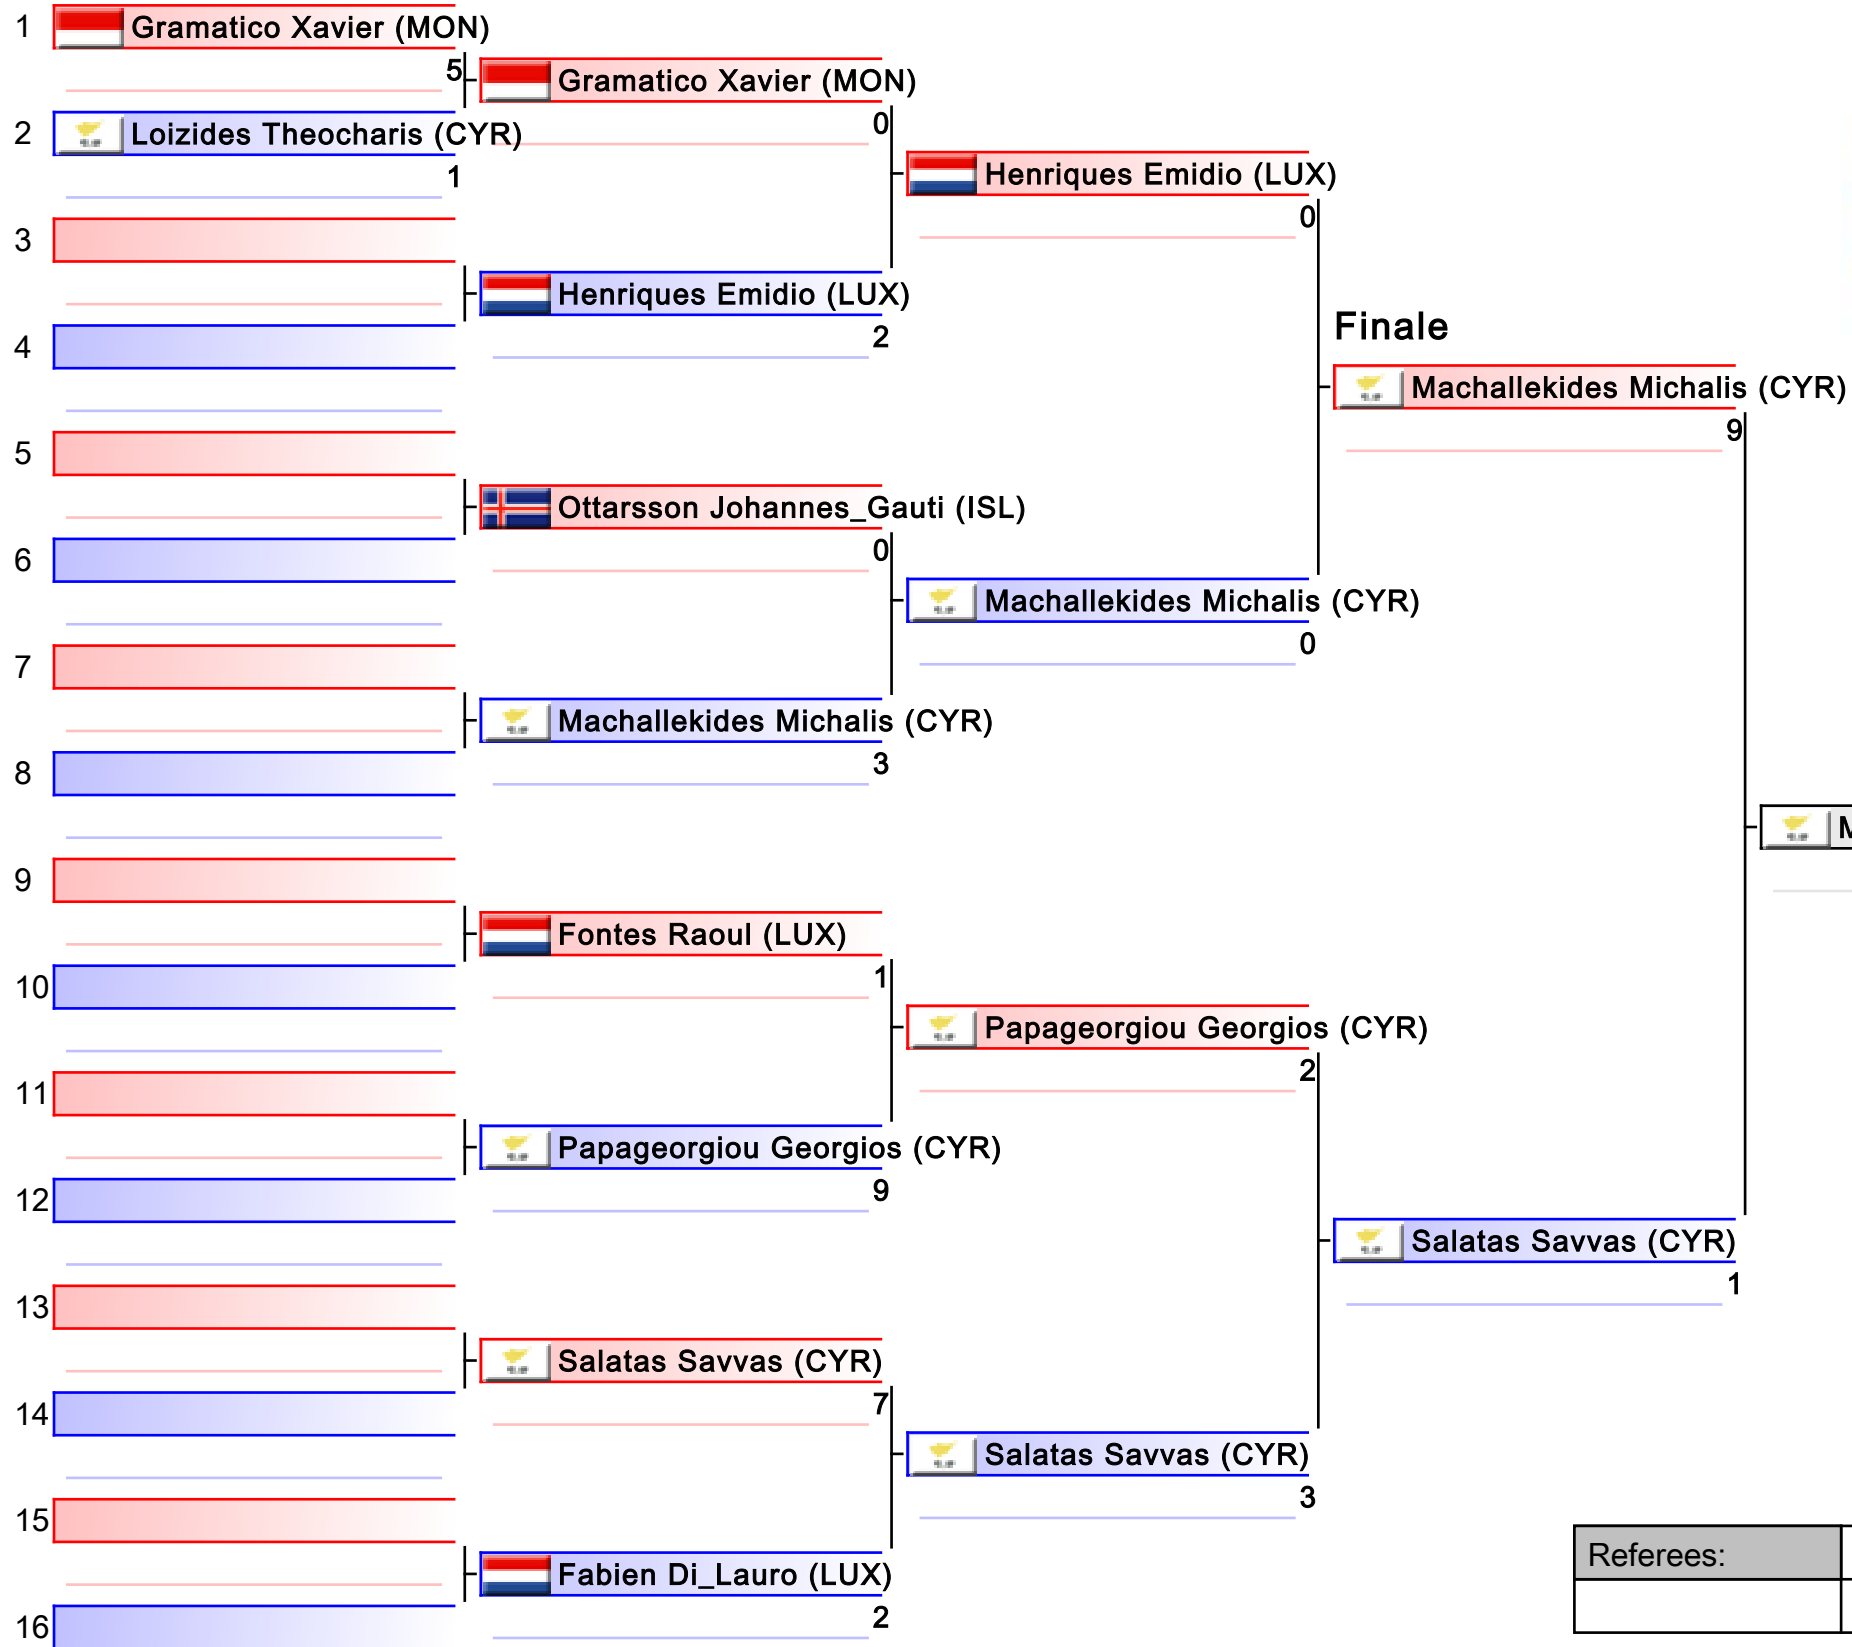 1 Gramatico Xavier (MON)
5 Gramatico Xavier (MON)
2 Loizides Theocharis (CYR) 0
1 Henriques Emidio (LUX)
0
3
Henriques Emidio (LUX)
Finale
4 2
Machallekides Michalis (CYR)
9
5
Ottarsson Johannes_Gauti (ISL)
6 0
Machallekides Michalis (CYR)
0
7
Machallekides Michalis (CYR)
8 3
M
9
Fontes Raoul (LUX)
10 1
Papageorgiou Georgios (CYR)
2
11
Papageorgiou Georgios (CYR)
12 9
Salatas Savvas (CYR)
1
13
Salatas Savvas (CYR)
14 7
Salatas Savvas (CYR)
3
15
Referees:
Fabien Di_Lauro (LUX)
16 2